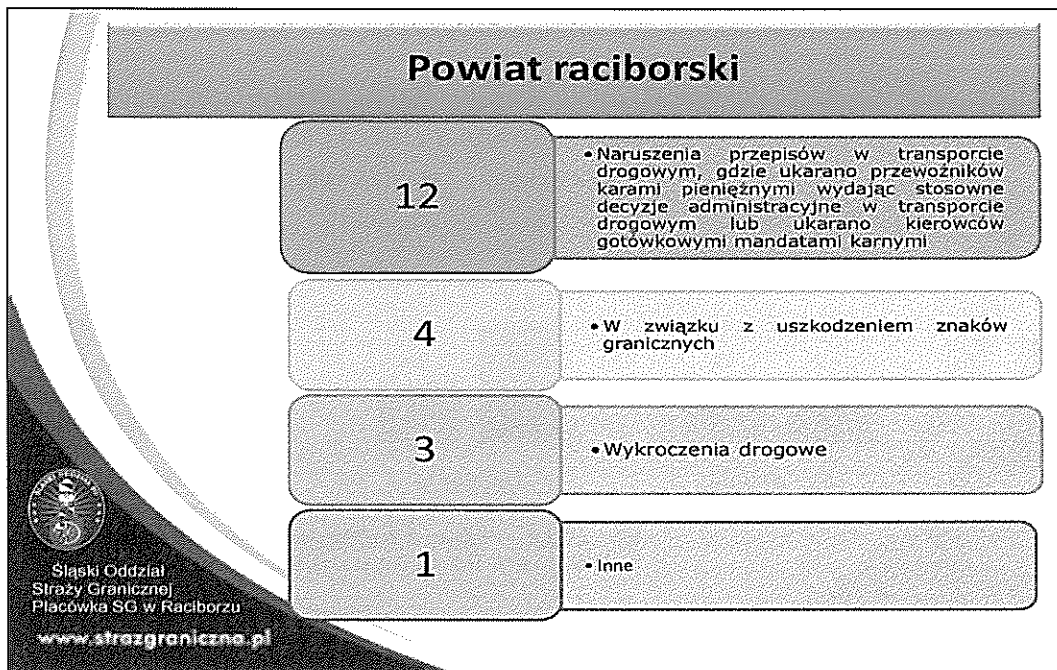 Powiat raciborski
12
• Naruszenia przepisów w transporcie
drogowym, gdzie ukarano przewoźników
karami pieniężnymi wydając stosowne
decyzje administracyjne w transporcie
drogowym lub ukarano kierowców
gotówkowymi mandatami karnymi
4
• W związku z uszkodzeniem znaków
granicznych
3
• Wykroczenia drogowe
1
• Inne
Śląski Oddział
Straży Granicznej
Placówka SG w Raciborzu
www.strazgraniczna.pl